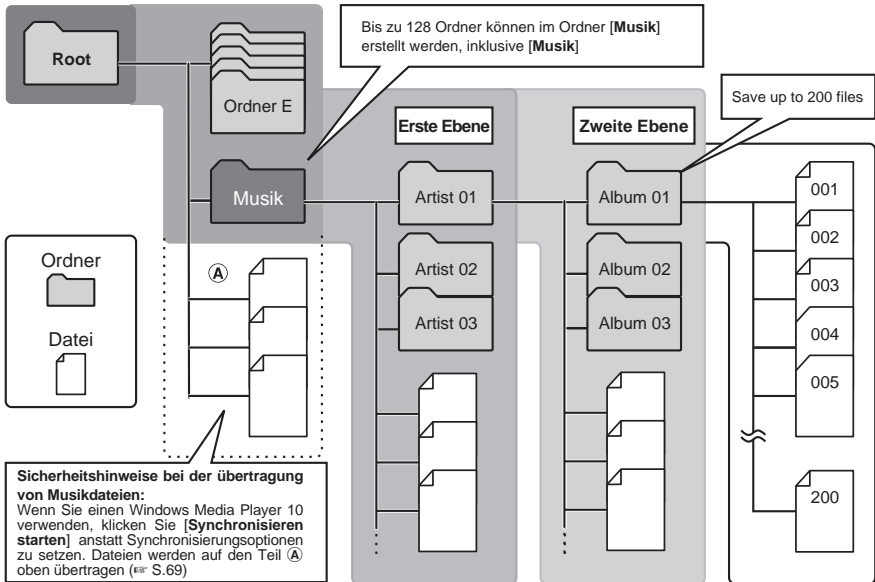 Root
Ordner E
Bis zu 128 Ordner können im Ordner [Musik]
erstellt werden, inklusive [Musik]
Save up to 200 files
Erste Ebene
Zweite Ebene
Musik
Artist 01
Album 01
001
002
003
004
005
200
Artist 02
Artist 03
Album 02
Album 03
Ordner
Datei
Ⓐ
Sicherheitshinweise bei der übertragung
von Musikdateien:
Wenn Sie einen Windows Media Player 10
verwenden, klicken Sie [Synchronisieren
starten] anstatt Synchronisierungsoptionen
zu setzen. Dateien werden auf den Teil Ⓐ
oben übertragen (☞ S.69)